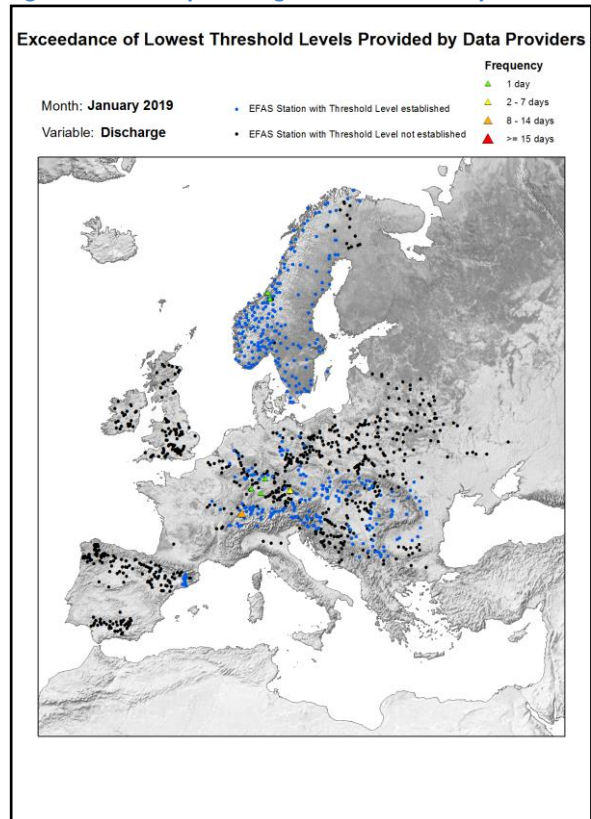 Exceedance of Lowest Threshold Levels Provided by Data Providers
Frequency
1 day
2 - 7 days
8 - 14 days
>= 15 days
Month: January 2019
EFAS Station with Threshold Level established
Variable: Discharge
EFAS Station with Threshold Level not established